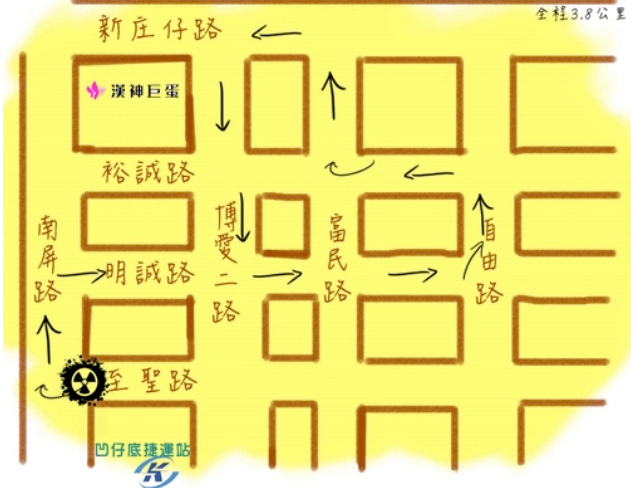 全程3.8公里
新庄仔路
漢神巨蛋
裕誠路
南屏路
博愛二路
富民路
自由路
明誠路
至聖路
凹仔底捷運站
K